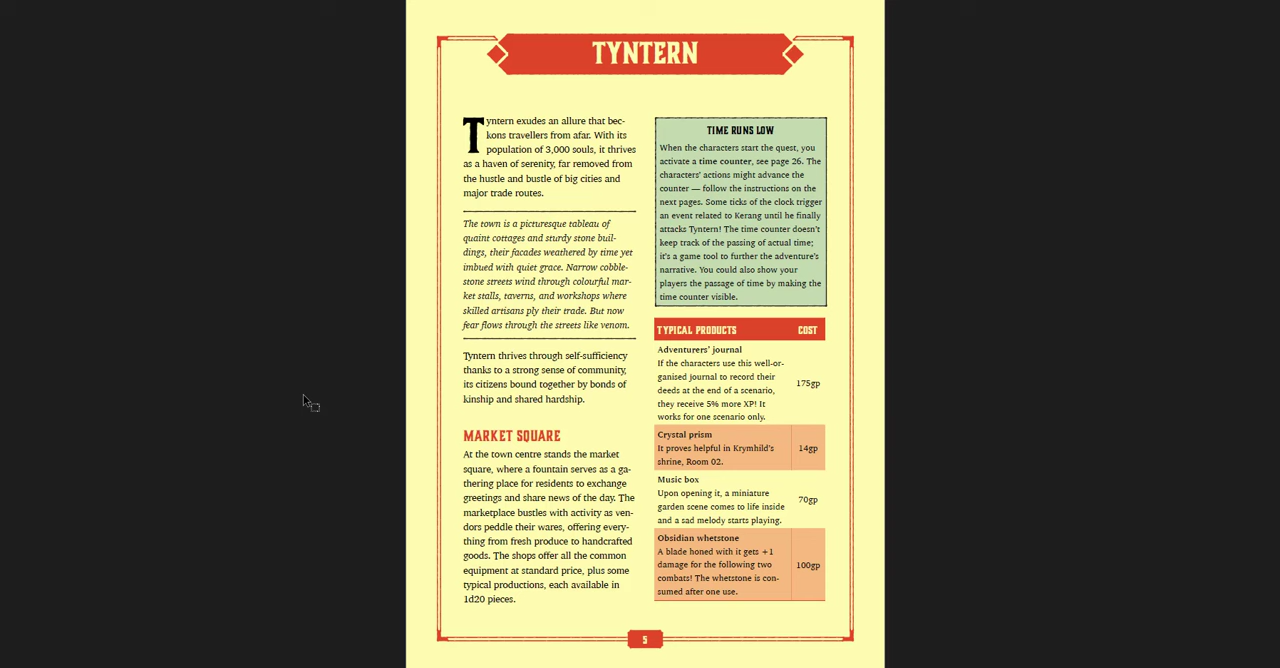 TYNTERN
Tyntern exudes an allure that bec-
kons travellers from afar. With its
population of 3,000 souls, it thrives
as a haven of serenity, far removed from
the hustle and bustle of big cities and
major trade routes.
The town is a picturesque tableau of
quaint cottages and sturdy stone buil-
dings, their facades weathered by time yet
imbued with quiet grace. Narrow cobble-
stone streets wind through colourful mar-
ket stalls, taverns, and workshops where
skilled artisans ply their trade. But now
fear flows through the streets like venom.
Tyntern thrives through self-sufficiency
thanks to a strong sense of community,
its citizens bound together by bonds of
kinship and shared hardship.
MARKET SQUARE
At the town centre stands the market
square, where a fountain serves as a ga-
thering place for residents to exchange
greetings and share news of the day. The
marketplace bustles with activity as ven-
dors peddle their wares, offering every-
thing from fresh produce to handcrafted
goods. The shops offer all the common
equipment at standard price, plus some
typical productions, each available in
1d20 pieces.
TIME RUNS LOW
When the characters start the quest, you
activate a time counter, see page 26. The
characters' actions might advance the
counter — follow the instructions on the
next pages. Some ticks of the clock trigger
an event related to Kerang until he finally
attacks Tyntern! The time counter doesn't
keep track of the passing of actual time;
it's a game tool to further the adventure's
narrative. You could also show your
players the passage of time by making the
time counter visible.
TYPICAL PRODUCTS COST
Adventurers' journal
If the characters use this well-or-
ganised journal to record their
deeds at the end of a scenario,
they receive 5% more XP! It
works for one scenario only.
175gp
Crystal prism
It proves helpful in Krymhild's
shrine, Room 02.
14gp
Music box
Upon opening it, a miniature
garden scene comes to life inside
and a sad melody starts playing.
70gp
Obsidian whetstone
A blade honed with it gets +1
damage for the following two
combats! The whetstone is con-
sumed after one use.
100gp
5